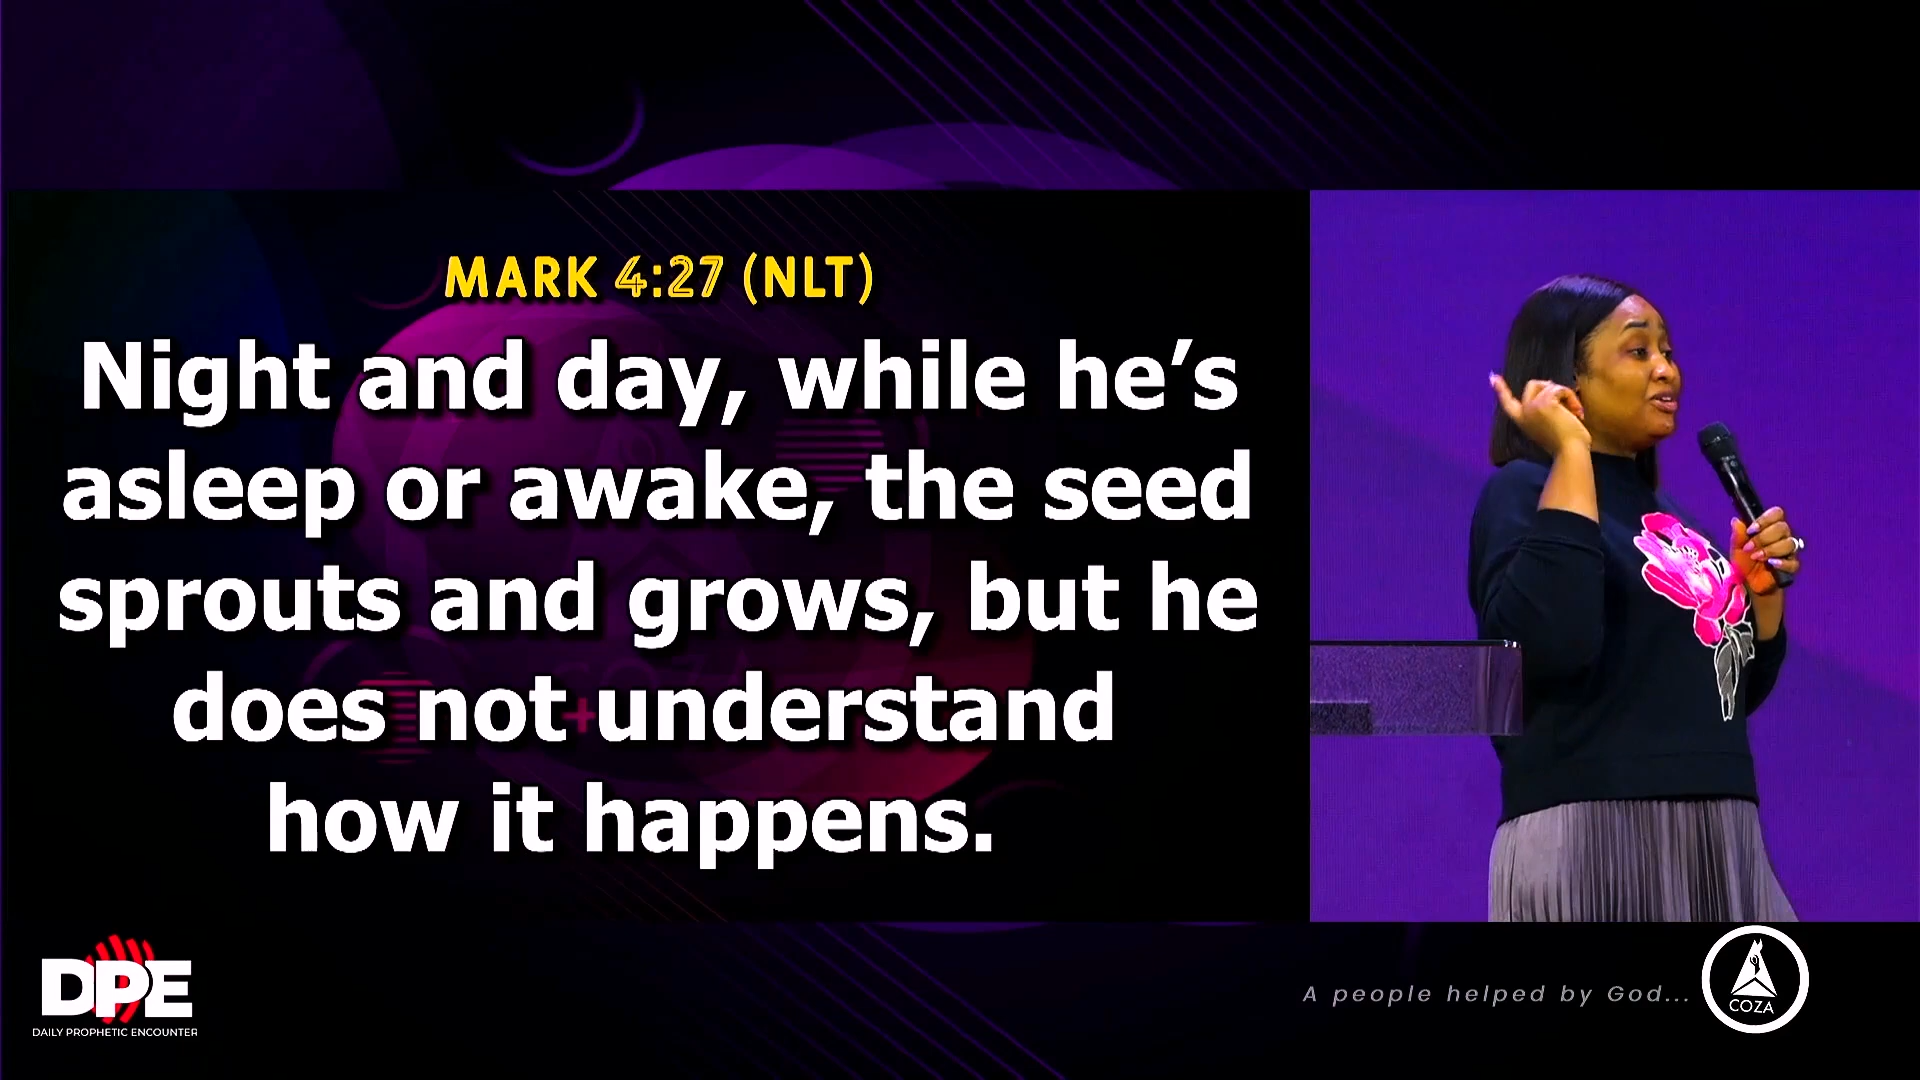 MARK 4:27 (NLT)
Night and day, while he’s
asleep or awake, the seed
sprouts and grows, but he
does not understand
how it happens.
DPE
DAILY PROPHETIC ENCOUNTER
A people helped by God...
COZA